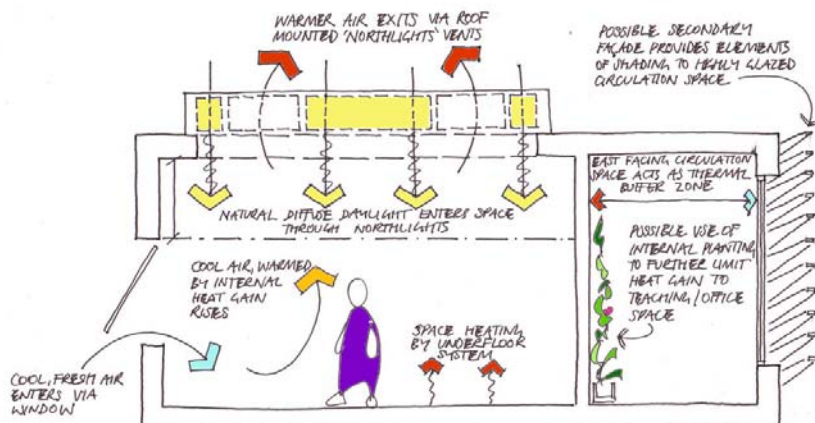 WARMER AIR EXITS VIA ROOF
MOUNTED 'NORTHLIGHTS' VENTS
POSSIBLE SECONDARY
FAÇADE PROVIDES ELEMENTS
OF SHADING TO HIGHLY GLAZED
CIRCULATION SPACE
EAST FACING CIRCULATION
SPACE ACTS AS THERMAL
BUFFER ZONE
NATURAL DIFFUSE DAYLIGHT ENTERS SPACE
THROUGH NORTHLIGHTS
POSSIBLE USE OF
INTERNAL PLANTING
TO FURTHER LIMIT
HEAT GAIN TO
TEACHING/OFFICE
SPACE
COOL AIR, WARMED
BY INTERNAL
HEAT GAIN
RISES
SPACE HEATING
BY UNDERFLOOR
SYSTEM
COOL, FRESH AIR
ENTERS VIA
WINDOW